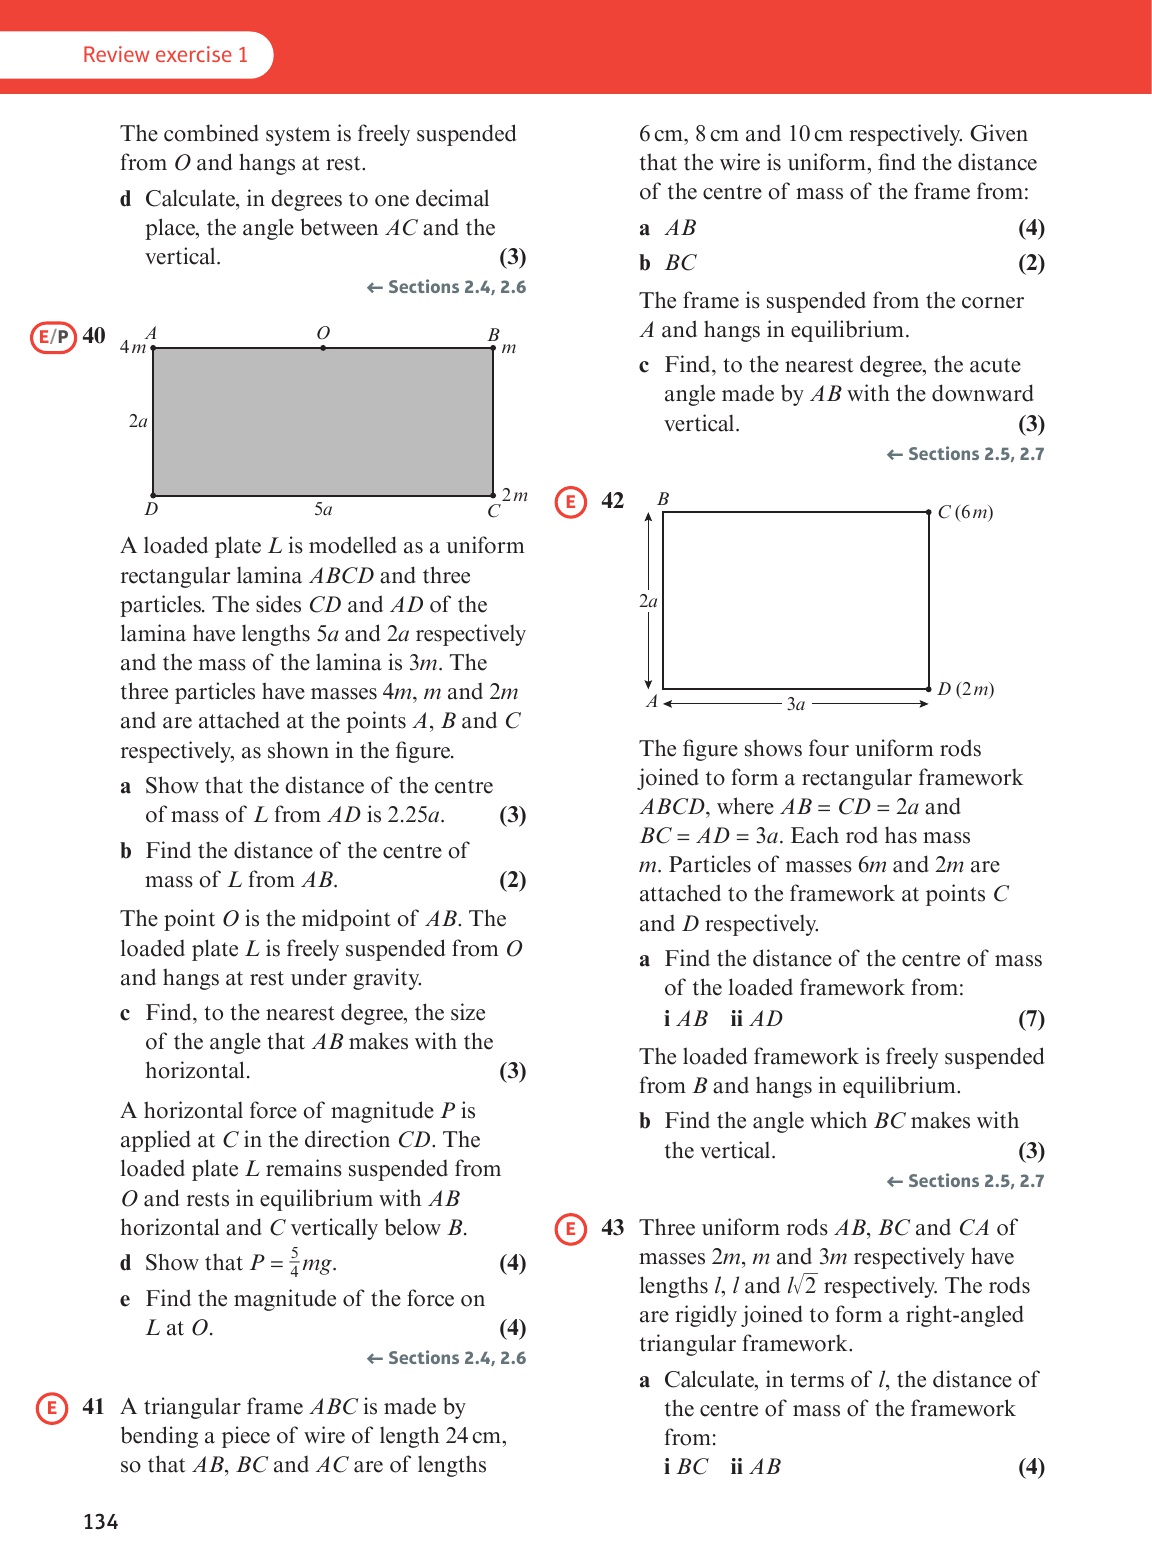 Review exercise 1
The combined system is freely suspended
from O and hangs at rest.
d Calculate, in degrees to one decimal
place, the angle between AC and the
vertical. (3)
← Sections 2.4, 2.6
E/P 40
A O B
4m m
2a
2m
D 5a C
A loaded plate L is modelled as a uniform
rectangular lamina ABCD and three
particles. The sides CD and AD of the
lamina have lengths 5a and 2a respectively
and the mass of the lamina is 3m. The
three particles have masses 4m, m and 2m
and are attached at the points A, B and C
respectively, as shown in the figure.
a Show that the distance of the centre
of mass of L from AD is 2.25a. (3)
b Find the distance of the centre of
mass of L from AB. (2)
The point O is the midpoint of AB. The
loaded plate L is freely suspended from O
and hangs at rest under gravity.
c Find, to the nearest degree, the size
of the angle that AB makes with the
horizontal. (3)
A horizontal force of magnitude P is
applied at C in the direction CD. The
loaded plate L remains suspended from
O and rests in equilibrium with AB
horizontal and C vertically below B.
d Show that P = 5/4 mg. (4)
e Find the magnitude of the force on
L at O. (4)
← Sections 2.4, 2.6
E 41 A triangular frame ABC is made by
bending a piece of wire of length 24 cm,
so that AB, BC and AC are of lengths
6 cm, 8 cm and 10 cm respectively. Given
that the wire is uniform, find the distance
of the centre of mass of the frame from:
a AB (4)
b BC (2)
The frame is suspended from the corner
A and hangs in equilibrium.
c Find, to the nearest degree, the acute
angle made by AB with the downward
vertical. (3)
← Sections 2.5, 2.7
E 42
B
C (6m)
2a
D (2m)
A 3a
The figure shows four uniform rods
joined to form a rectangular framework
ABCD, where AB = CD = 2a and
BC = AD = 3a. Each rod has mass
m. Particles of masses 6m and 2m are
attached to the framework at points C
and D respectively.
a Find the distance of the centre of mass
of the loaded framework from:
i AB ii AD (7)
The loaded framework is freely suspended
from B and hangs in equilibrium.
b Find the angle which BC makes with
the vertical. (3)
← Sections 2.5, 2.7
E 43 Three uniform rods AB, BC and CA of
masses 2m, m and 3m respectively have
lengths l, l and l√2 respectively. The rods
are rigidly joined to form a right-angled
triangular framework.
a Calculate, in terms of l, the distance of
the centre of mass of the framework
from:
i BC ii AB (4)
134